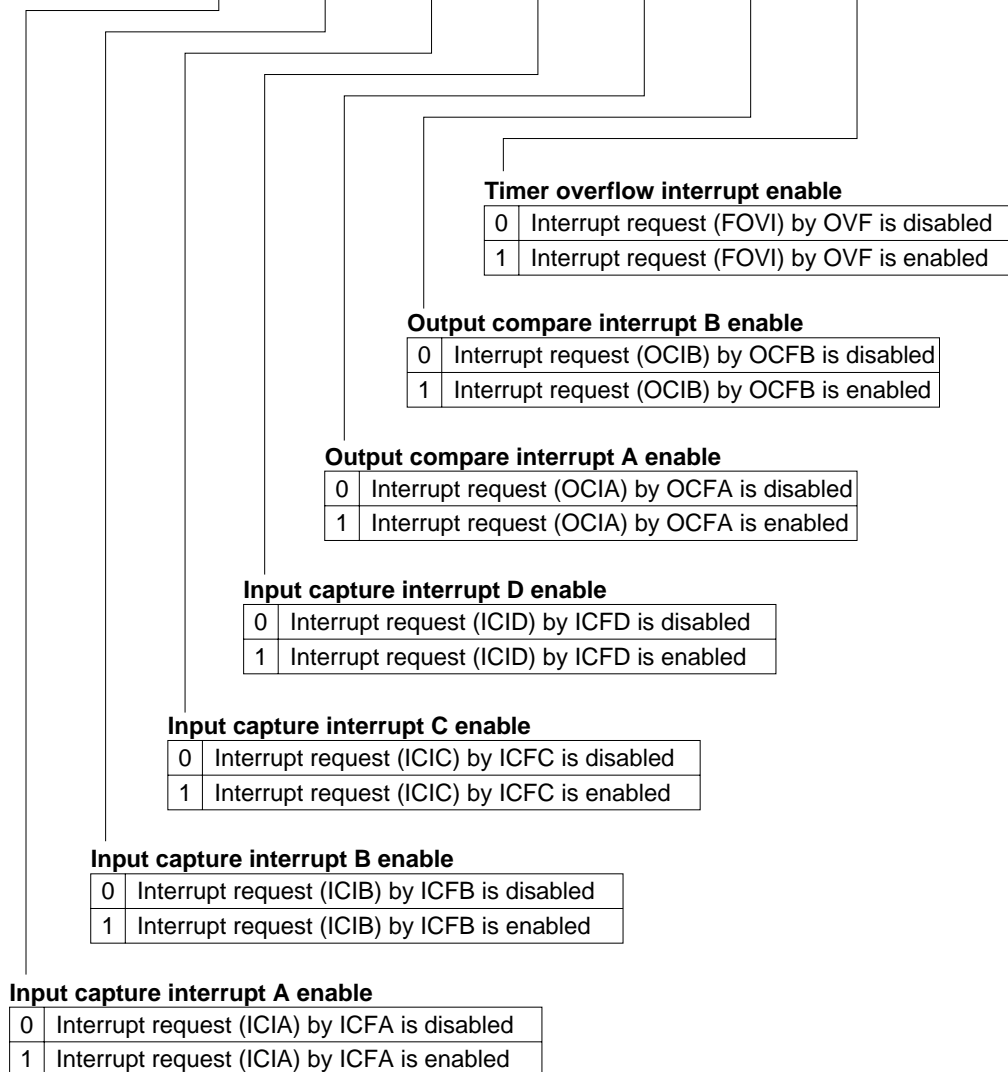 Timer overflow interrupt enable
0 Interrupt request (FOVI) by OVF is disabled
1 Interrupt request (FOVI) by OVF is enabled
Output compare interrupt B enable
0 Interrupt request (OCIB) by OCFB is disabled
1 Interrupt request (OCIB) by OCFB is enabled
Output compare interrupt A enable
0 Interrupt request (OCIA) by OCFA is disabled
1 Interrupt request (OCIA) by OCFA is enabled
Input capture interrupt D enable
0 Interrupt request (ICID) by ICFD is disabled
1 Interrupt request (ICID) by ICFD is enabled
Input capture interrupt C enable
0 Interrupt request (ICIC) by ICFC is disabled
1 Interrupt request (ICIC) by ICFC is enabled
Input capture interrupt B enable
0 Interrupt request (ICIB) by ICFB is disabled
1 Interrupt request (ICIB) by ICFB is enabled
Input capture interrupt A enable
0 Interrupt request (ICIA) by ICFA is disabled
1 Interrupt request (ICIA) by ICFA is enabled